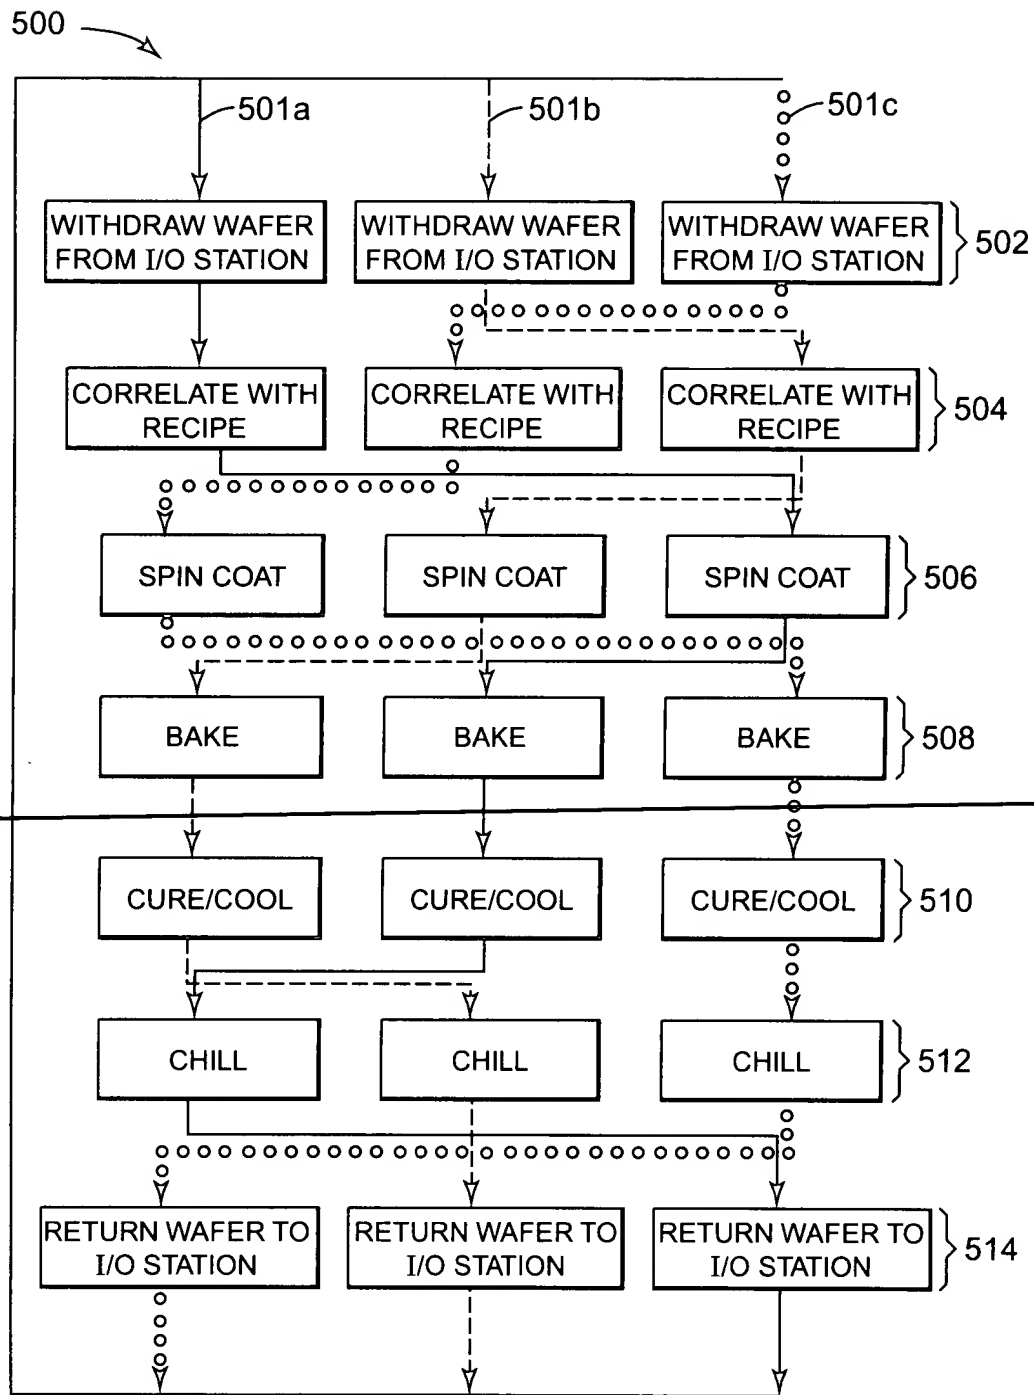 500
501a
501b
501c
WITHDRAW WAFER
FROM I/O STATION
WITHDRAW WAFER
FROM I/O STATION
WITHDRAW WAFER
FROM I/O STATION
502
CORRELATE WITH
RECIPE
CORRELATE WITH
RECIPE
CORRELATE WITH
RECIPE
504
SPIN COAT
SPIN COAT
SPIN COAT
506
BAKE
BAKE
BAKE
508
CURE/COOL
CURE/COOL
CURE/COOL
510
CHILL
CHILL
CHILL
512
RETURN WAFER TO
I/O STATION
RETURN WAFER TO
I/O STATION
RETURN WAFER TO
I/O STATION
514